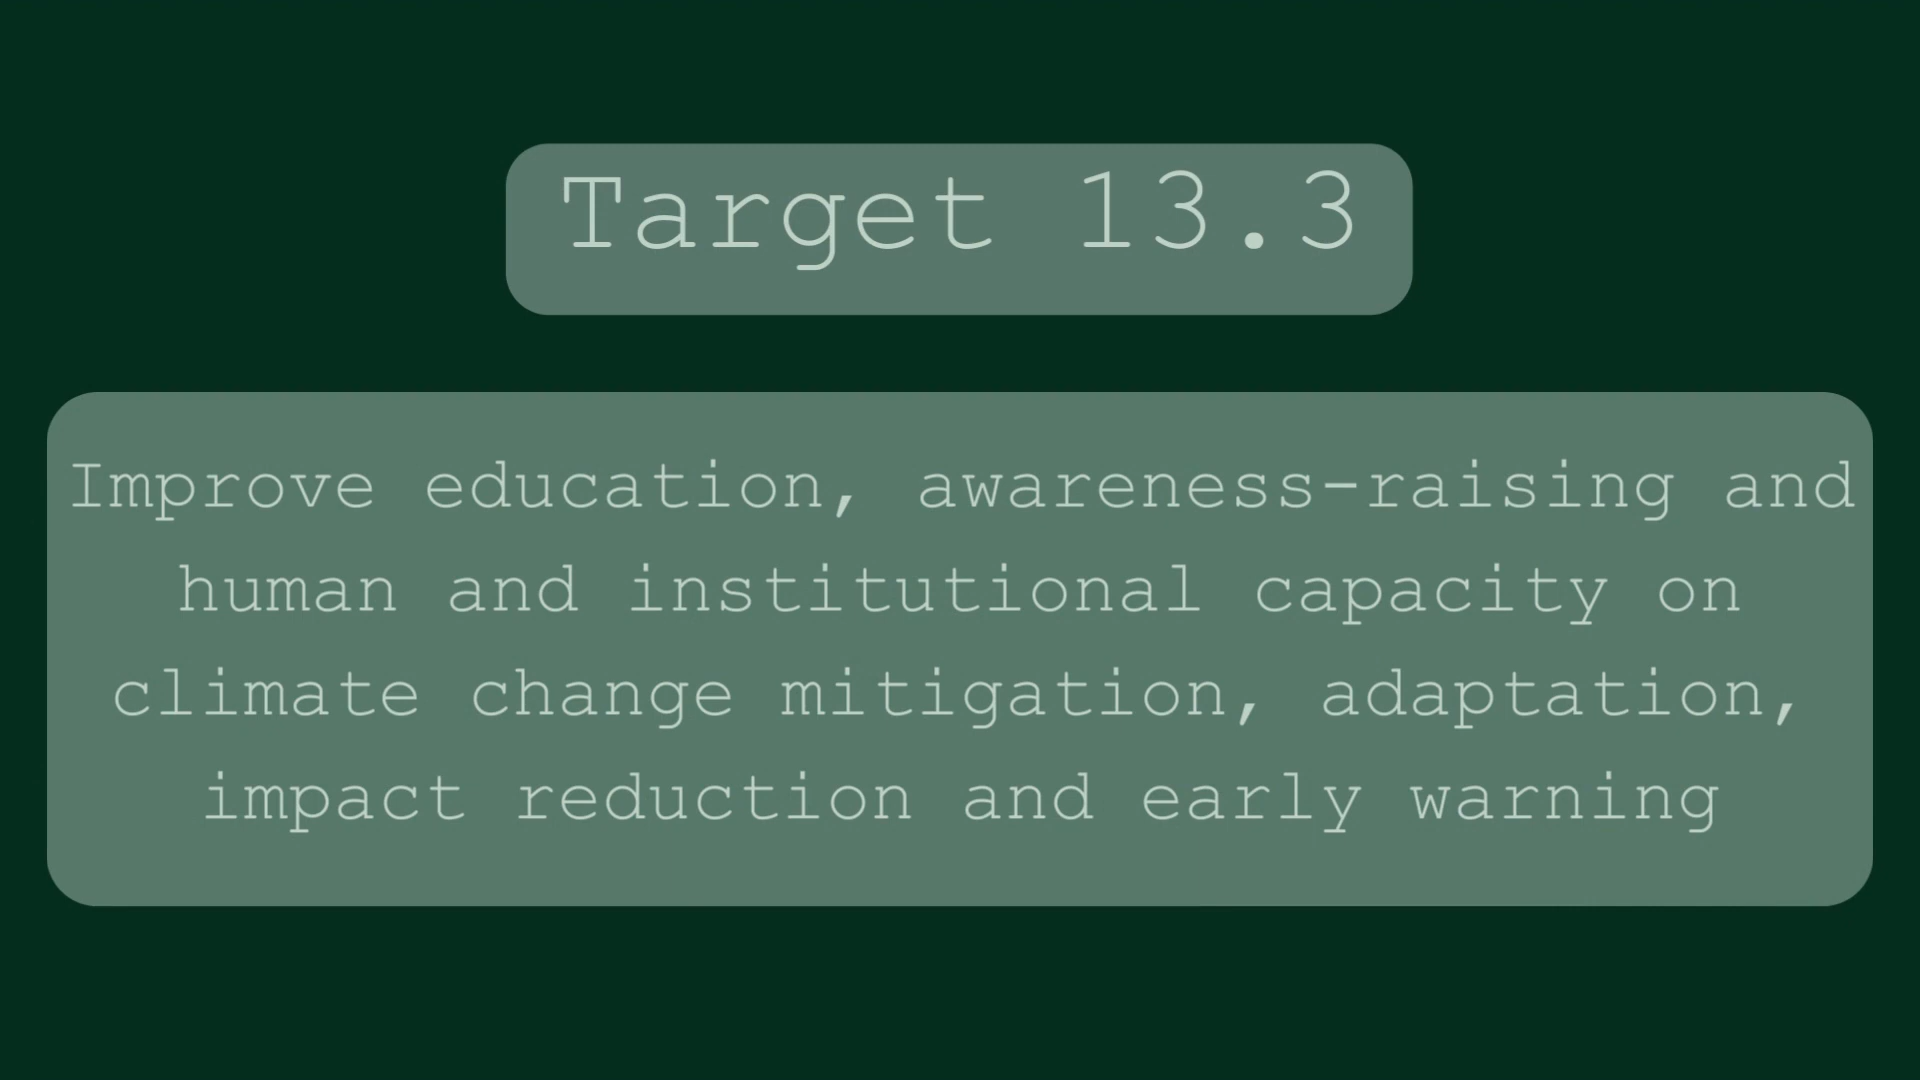 Target 13.3
Improve education, awareness-raising and
human and institutional capacity on
climate change mitigation, adaptation,
impact reduction and early warning